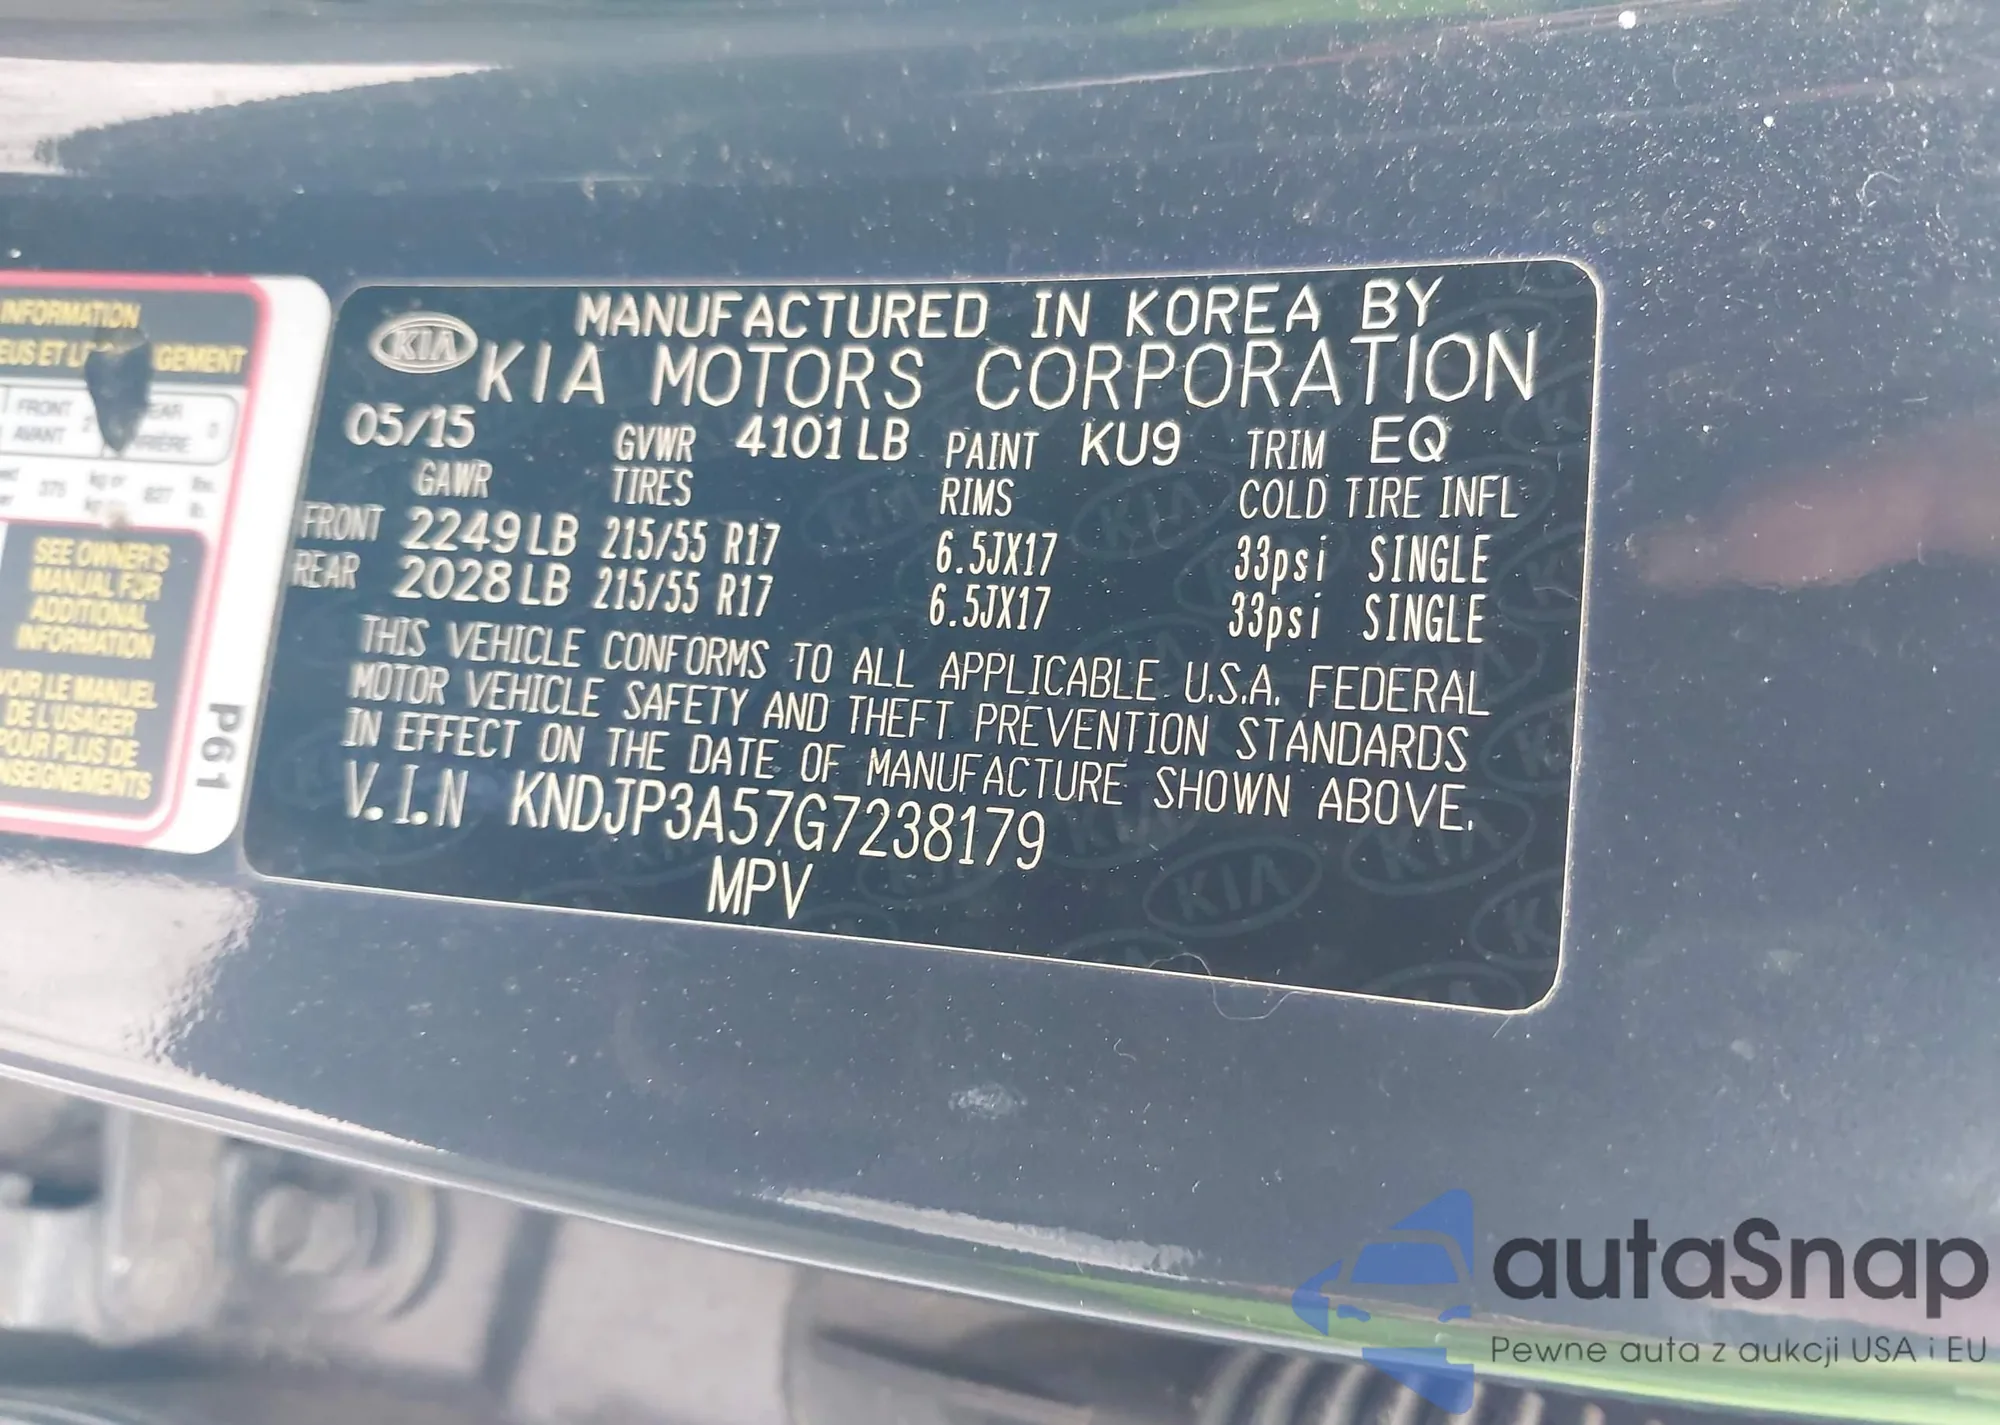 INFORMATION
GEMENT
FRONT
AVANT
SEE OWNER'S
MANUAL FOR
ADDITIONAL
INFORMATION
VOIR LE MANUEL
DE L'USAGER
POUR PLUS DE
P61
KIA
MANUFACTURED IN KOREA BY
KIA MOTORS CORPORATION
05/15 GVWR 4101 LB PAINT KU9 TRIM EQ
GAWR TIRES RIMS COLD TIRE INFL
FRONT 2249 LB 215/55 R17 6.5JX17 33psi SINGLE
REAR 2028 LB 215/55 R17 6.5JX17 33psi SINGLE
THIS VEHICLE CONFORMS TO ALL APPLICABLE U.S.A. FEDERAL
MOTOR VEHICLE SAFETY AND THEFT PREVENTION STANDARDS
IN EFFECT ON THE DATE OF MANUFACTURE SHOWN ABOVE.
V.I.N KNDJP3A57G7238179
MPV
autaSnap
Pewne auta z aukcji USA i EU